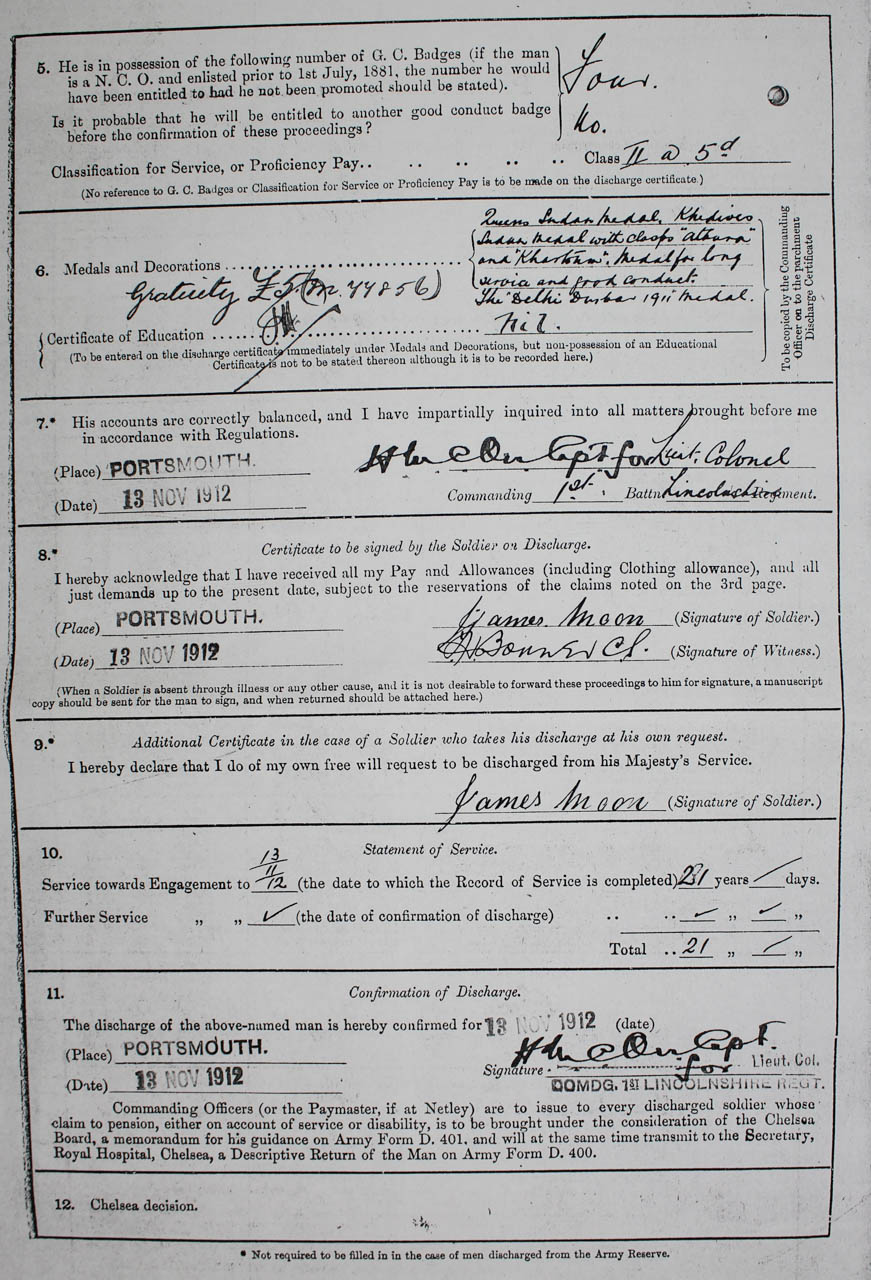 5. He is in possession of the following number of G. C. Badges (if the man
is a N. C. O. and enlisted prior to 1st July, 1881, the number he would
have been entitled to had he not been promoted should be stated).
Four.
Is it probable that he will be entitled to another good conduct badge
before the confirmation of these proceedings?
No.
Classification for Service, or Proficiency Pay.. .. .. .. .. Class II @ 5d
(No reference to G. C. Badges or Classification for Service or Proficiency Pay is to be made on the discharge certificate.)
6. Medals and Decorations
Queens Sudan Medal, Khedives
Sudan Medal with clasps "Atbara"
and "Khartoum". Medal for long
service and good conduct.
The "Delhi" Durbar 1911 Medal.
Gratuity £5 (M. 44856)
Certificate of Education Nil.
(To be entered on the discharge certificate immediately under Medals and Decorations, but non-possession of an Educational
Certificate is not to be stated thereon although it is to be recorded here.)
To be copied by the Commanding
Officer on to the parchment
Discharge Certificate
7.* His accounts are correctly balanced, and I have impartially inquired into all matters brought before me
in accordance with Regulations.
(Place) PORTSMOUTH.
Capt for Lieut. Colonel
(Date) 13 NOV 1912
Commanding 1st. Battn Lincolnshire Regiment.
8.* Certificate to be signed by the Soldier on Discharge.
I hereby acknowledge that I have received all my Pay and Allowances (including Clothing allowance), and all
just demands up to the present date, subject to the reservations of the claims noted on the 3rd page.
(Place) PORTSMOUTH.
James Moon (Signature of Soldier.)
(Date) 13 NOV 1912
Bonner (Signature of Witness.)
(When a Soldier is absent through illness or any other cause, and it is not desirable to forward these proceedings to him for signature, a manuscript
copy should be sent for the man to sign, and when returned should be attached here.)
9.* Additional Certificate in the case of a Soldier who takes his discharge at his own request.
I hereby declare that I do of my own free will request to be discharged from his Majesty's Service.
James Moon (Signature of Soldier.)
10. Statement of Service.
Service towards Engagement to 13/11/12 (the date to which the Record of Service is completed) 21 years / days.
Further Service „ „ ✓ (the date of confirmation of discharge) .. .. ✓ „ ✓ „
Total .. 21 „ / „
11. Confirmation of Discharge.
The discharge of the above-named man is hereby confirmed for 13 NOV 1912 (date)
(Place) PORTSMOUTH.
Signature Capt. for Lieut. Col.
(Date) 13 NOV 1912
COMDG. 1ST LINCOLNSHIRE REGT.
Commanding Officers (or the Paymaster, if at Netley) are to issue to every discharged soldier whose
claim to pension, either on account of service or disability, is to be brought under the consideration of the Chelsea
Board, a memorandum for his guidance on Army Form D. 401, and will at the same time transmit to the Secretary,
Royal Hospital, Chelsea, a Descriptive Return of the Man on Army Form D. 400.
12. Chelsea decision.
* Not required to be filled in in the case of men discharged from the Army Reserve.